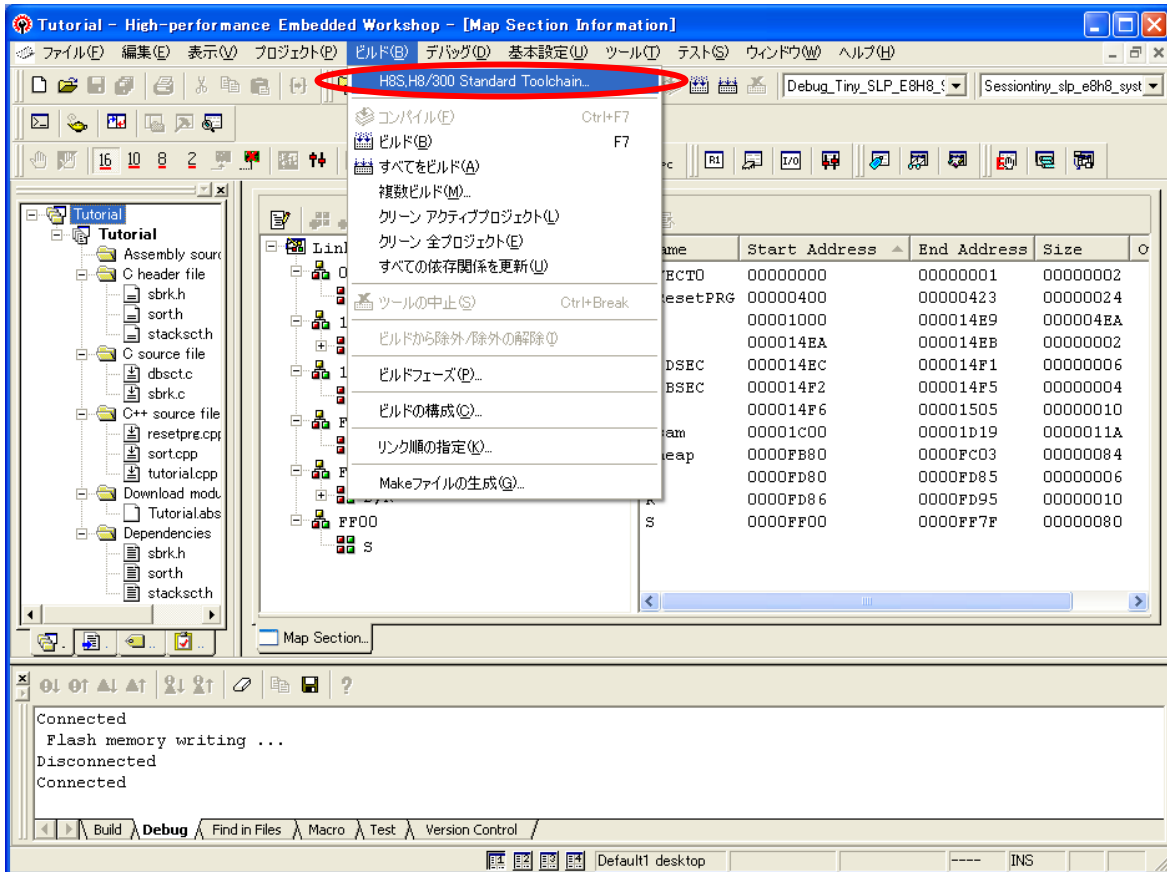 Tutorial - High-performance Embedded Workshop - [Map Section Information]
ファイル(F) 編集(E) 表示(V) プロジェクト(P) ビルド(B) デバッグ(D) 基本設定(U) ツール(T) テスト(S) ウィンドウ(W) ヘルプ(H)
H8S,H8/300 Standard Toolchain...
Debug_Tiny_SLP_E8H8_ Sessiontiny_slp_e8h8_syst
コンパイル(F) Ctrl+F7
ビルド(B) F7
すべてをビルド(A)
複数ビルド(M)...
クリーン アクティブプロジェクト(L)
クリーン 全プロジェクト(E)
すべての依存関係を更新(U)
ツールの中止(S) Ctrl+Break
ビルドから除外/除外の解除(I)
ビルドフェーズ(P)...
ビルドの構成(C)...
リンク順の指定(K)...
Makeファイルの生成(G)...
16 10 8 2
R1 I/O
Tutorial
Tutorial
Assembly sourc
C header file
sbrk.h
sort.h
stacksct.h
C source file
dbsct.c
sbrk.c
C++ source file
resetprg.cpp
sort.cpp
tutorial.cpp
Download modu
Tutorial.abs
Dependencies
sbrk.h
sort.h
stacksct.h
FF00
S
Start Address End Address Size
00000000 00000001 00000002
ResetPRG 00000400 00000423 00000024
00001000 000014E9 000004EA
000014EA 000014EB 00000002
DSEC 000014EC 000014F1 00000006
BSEC 000014F2 000014F5 00000004
000014F6 00001505 00000010
00001C00 00001D19 0000011A
0000FB80 0000FC03 00000084
0000FD80 0000FD85 00000006
R 0000FD86 0000FD95 00000010
S 0000FF00 0000FF7F 00000080
Map Section...
Connected
Flash memory writing ...
Disconnected
Connected
Build Debug Find in Files Macro Test Version Control
Default1 desktop ---- INS